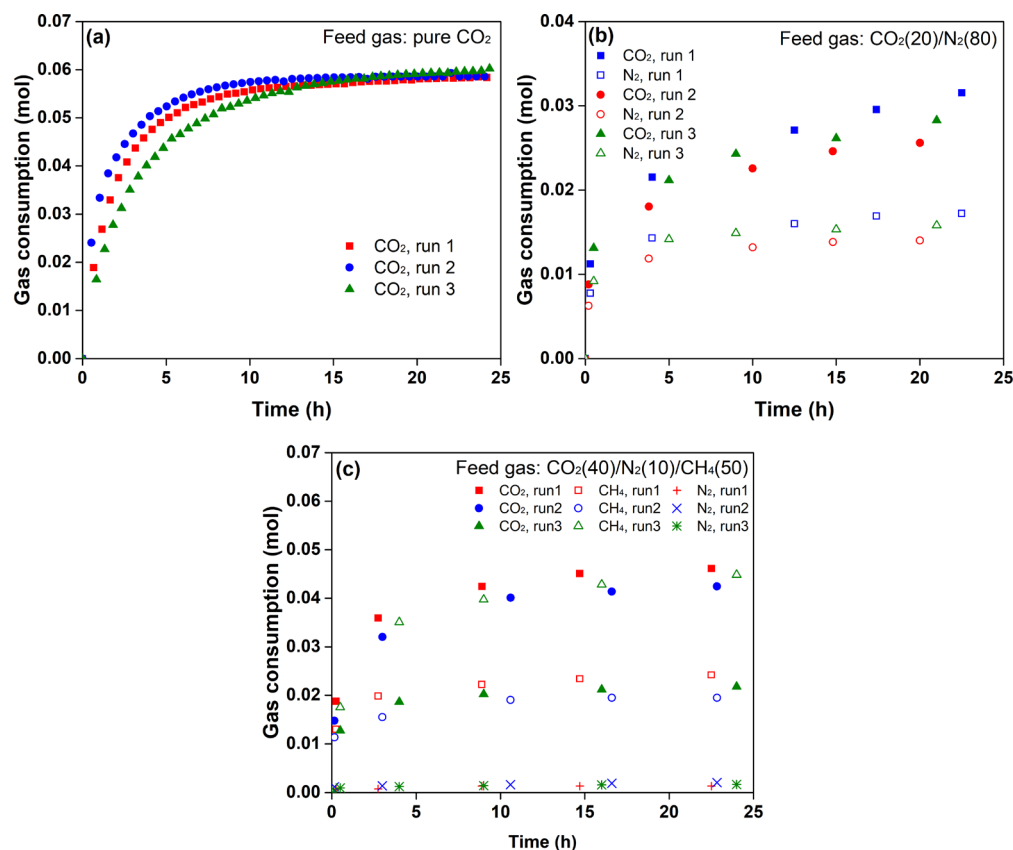 (a)
Feed gas: pure CO₂
Gas consumption (mol)
0.07
0.06
0.05
0.04
0.03
0.02
0.01
0.00
CO₂, run 1
CO₂, run 2
CO₂, run 3
0 5 10 15 20 25
Time (h)
(b)
Feed gas: CO₂(20)/N₂(80)
Gas consumption (mol)
0.04
0.03
0.02
0.01
0.00
CO₂, run 1
N₂, run 1
CO₂, run 2
N₂, run 2
CO₂, run 3
N₂, run 3
0 5 10 15 20 25
Time (h)
(c)
Feed gas: CO₂(40)/N₂(10)/CH₄(50)
Gas consumption (mol)
0.07
0.06
0.05
0.04
0.03
0.02
0.01
0.00
CO₂, run1 CH₄, run1 N₂, run1
CO₂, run2 CH₄, run2 N₂, run2
CO₂, run3 CH₄, run3 N₂, run3
0 5 10 15 20 25
Time (h)